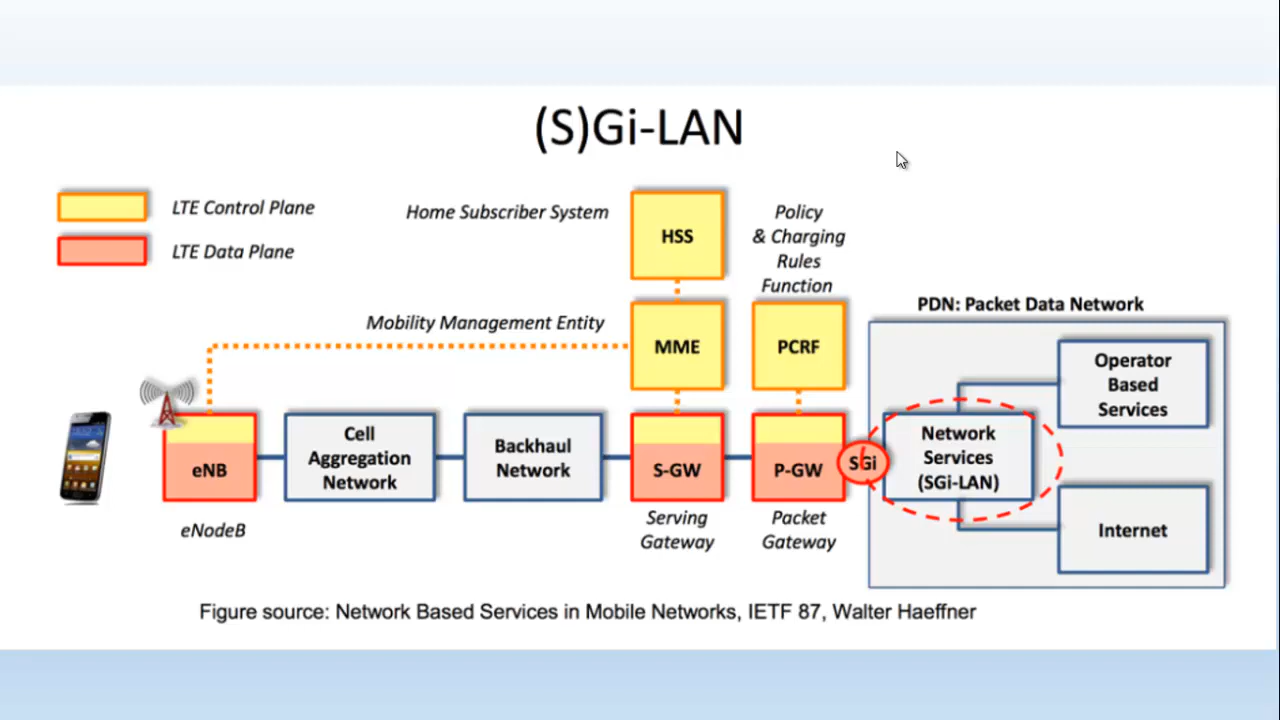 (S)Gi-LAN
LTE Control Plane
LTE Data Plane
Home Subscriber System
HSS
Policy
& Charging
Rules
Function
Mobility Management Entity
MME
PCRF
PDN: Packet Data Network
Operator
Based
Services
eNB
eNodeB
Cell
Aggregation
Network
Backhaul
Network
S-GW
Serving
Gateway
P-GW
Packet
Gateway
SGi
Network
Services
(SGi-LAN)
Internet
Figure source: Network Based Services in Mobile Networks, IETF 87, Walter Haeffner